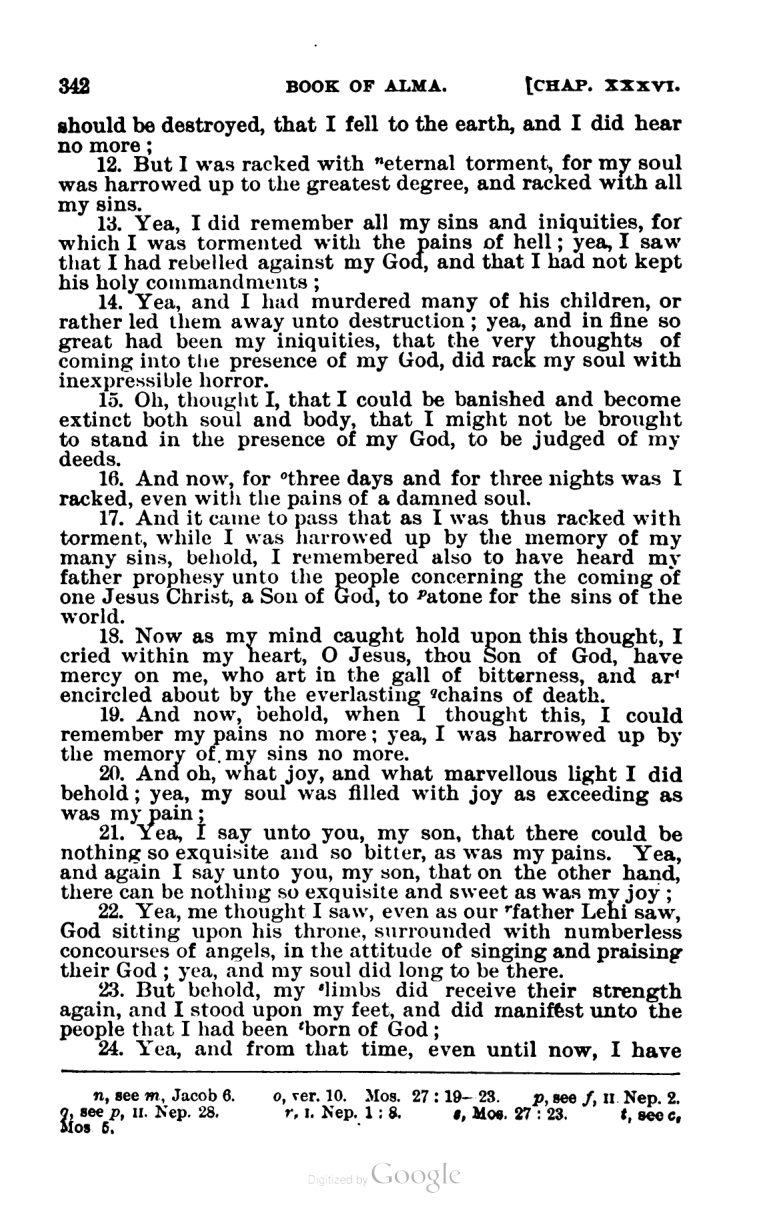 342 BOOK OF ALMA. [CHAP. XXXVI.
should be destroyed, that I fell to the earth, and I did hear
no more ;
12. But I was racked with ⁿeternal torment, for my soul
was harrowed up to the greatest degree, and racked with all
my sins.
13. Yea, I did remember all my sins and iniquities, for
which I was tormented with the pains of hell ; yea, I saw
that I had rebelled against my God, and that I had not kept
his holy commandments ;
14. Yea, and I had murdered many of his children, or
rather led them away unto destruction ; yea, and in fine so
great had been my iniquities, that the very thoughts of
coming into the presence of my God, did rack my soul with
inexpressible horror.
15. Oh, thought I, that I could be banished and become
extinct both soul and body, that I might not be brought
to stand in the presence of my God, to be judged of my
deeds.
16. And now, for ᵒthree days and for three nights was I
racked, even with the pains of a damned soul.
17. And it came to pass that as I was thus racked with
torment, while I was harrowed up by the memory of my
many sins, behold, I remembered also to have heard my
father prophesy unto the people concerning the coming of
one Jesus Christ, a Son of God, to ᵖatone for the sins of the
world.
18. Now as my mind caught hold upon this thought, I
cried within my heart, O Jesus, thou Son of God, have
mercy on me, who art in the gall of bitterness, and art
encircled about by the everlasting ᑫchains of death.
19. And now, behold, when I thought this, I could
remember my pains no more ; yea, I was harrowed up by
the memory of my sins no more.
20. And oh, what joy, and what marvellous light I did
behold ; yea, my soul was filled with joy as exceeding as
was my pain ;
21. Yea, I say unto you, my son, that there could be
nothing so exquisite and so bitter, as was my pains. Yea,
and again I say unto you, my son, that on the other hand,
there can be nothing so exquisite and sweet as was my joy ;
22. Yea, me thought I saw, even as our ʳfather Lehi saw,
God sitting upon his throne, surrounded with numberless
concourses of angels, in the attitude of singing and praising
their God ; yea, and my soul did long to be there.
23. But behold, my ˢlimbs did receive their strength
again, and I stood upon my feet, and did manifest unto the
people that I had been ᵗborn of God ;
24. Yea, and from that time, even until now, I have
n, see m, Jacob 6. o, ver. 10. Mos. 27 : 19–23. p, see f, II. Nep. 2.
q, see p, II. Nep. 28. r, I. Nep. 1 : 8. s, Mos. 27 : 23. t, see c,
Mos 5.
Digitized by Google